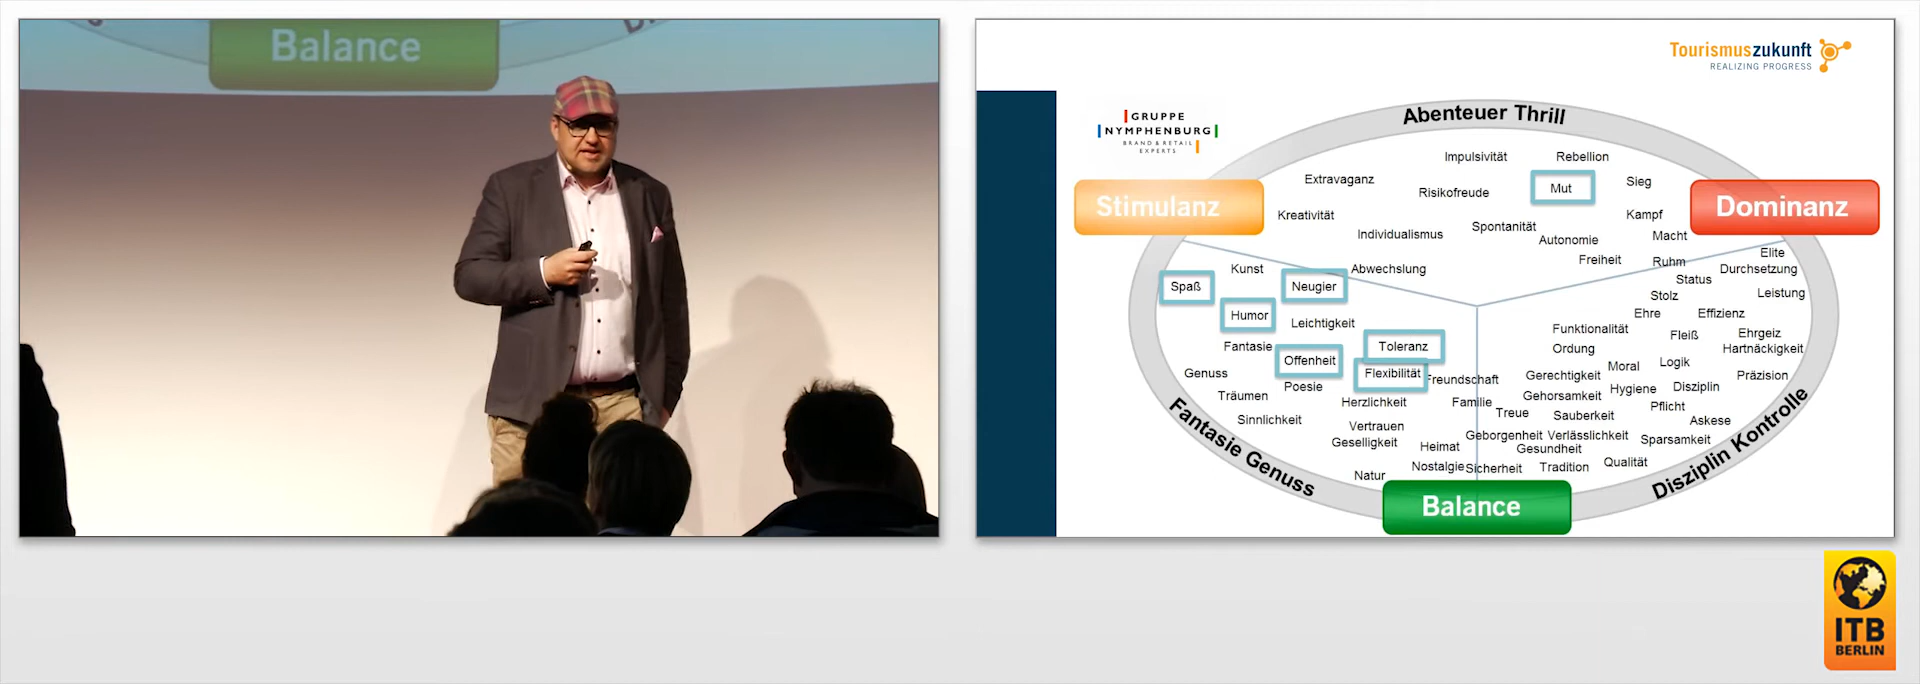 Balance
Tourismuszukunft
REALIZING PROGRESS
GRUPPE
NYMPHENBURG
BRAND & RETAIL
EXPERTS
Abenteuer Thrill
Stimulanz
Dominanz
Impulsivität
Rebellion
Extravaganz
Risikofreude
Mut
Sieg
Kreativität
Kampf
Individualismus
Spontanität
Autonomie
Macht
Freiheit
Ruhm
Elite
Kunst
Abwechslung
Durchsetzung
Spaß
Neugier
Status
Stolz
Leistung
Humor
Leichtigkeit
Ehre
Effizienz
Funktionalität
Fleiß
Ehrgeiz
Fantasie
Toleranz
Ordung
Hartnäckigkeit
Offenheit
Moral
Logik
Genuss
Flexibilität
Freundschaft
Gerechtigkeit
Präzision
Poesie
Hygiene
Disziplin
Träumen
Herzlichkeit
Familie
Gehorsamkeit
Pflicht
Sinnlichkeit
Treue
Sauberkeit
Askese
Vertrauen
Geborgenheit
Verlässlichkeit
Sparsamkeit
Geselligkeit
Heimat
Gesundheit
Natur
Nostalgie
Sicherheit
Tradition
Qualität
Fantasie Genuss
Disziplin Kontrolle
Balance
ITB
BERLIN